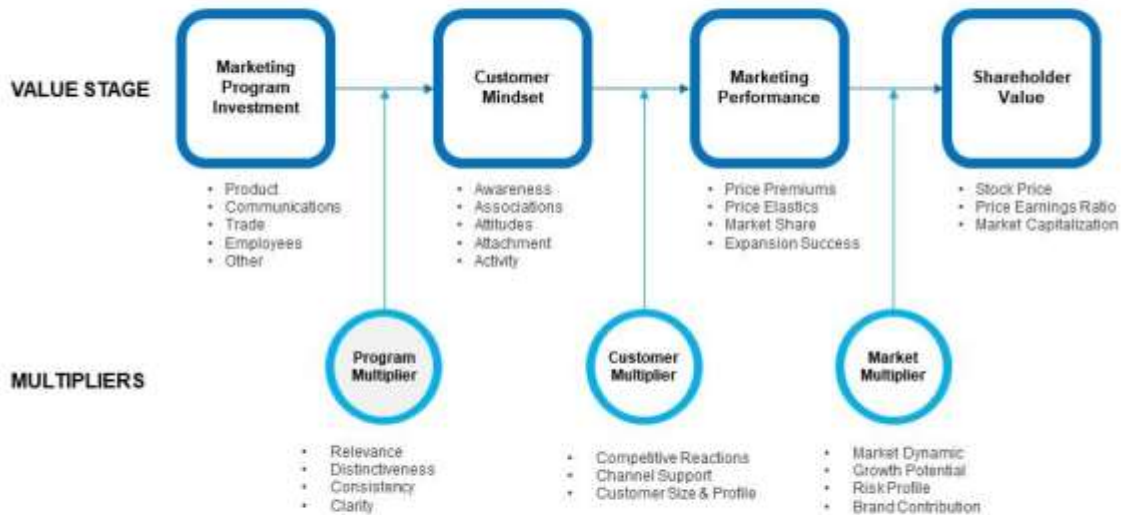 VALUE STAGE
Marketing
Program
Investment
Customer
Mindset
Marketing
Performance
Shareholder
Value
• Product
• Communications
• Trade
• Employees
• Other
• Awareness
• Associations
• Attitudes
• Attachment
• Activity
• Price Premiums
• Price Elastics
• Market Share
• Expansion Success
• Stock Price
• Price Earnings Ratio
• Market Capitalization
MULTIPLIERS
Program
Multiplier
Customer
Multiplier
Market
Multiplier
• Relevance
• Distinctiveness
• Consistency
• Clarity
• Competitive Reactions
• Channel Support
• Customer Size & Profile
• Market Dynamic
• Growth Potential
• Risk Profile
• Brand Contribution